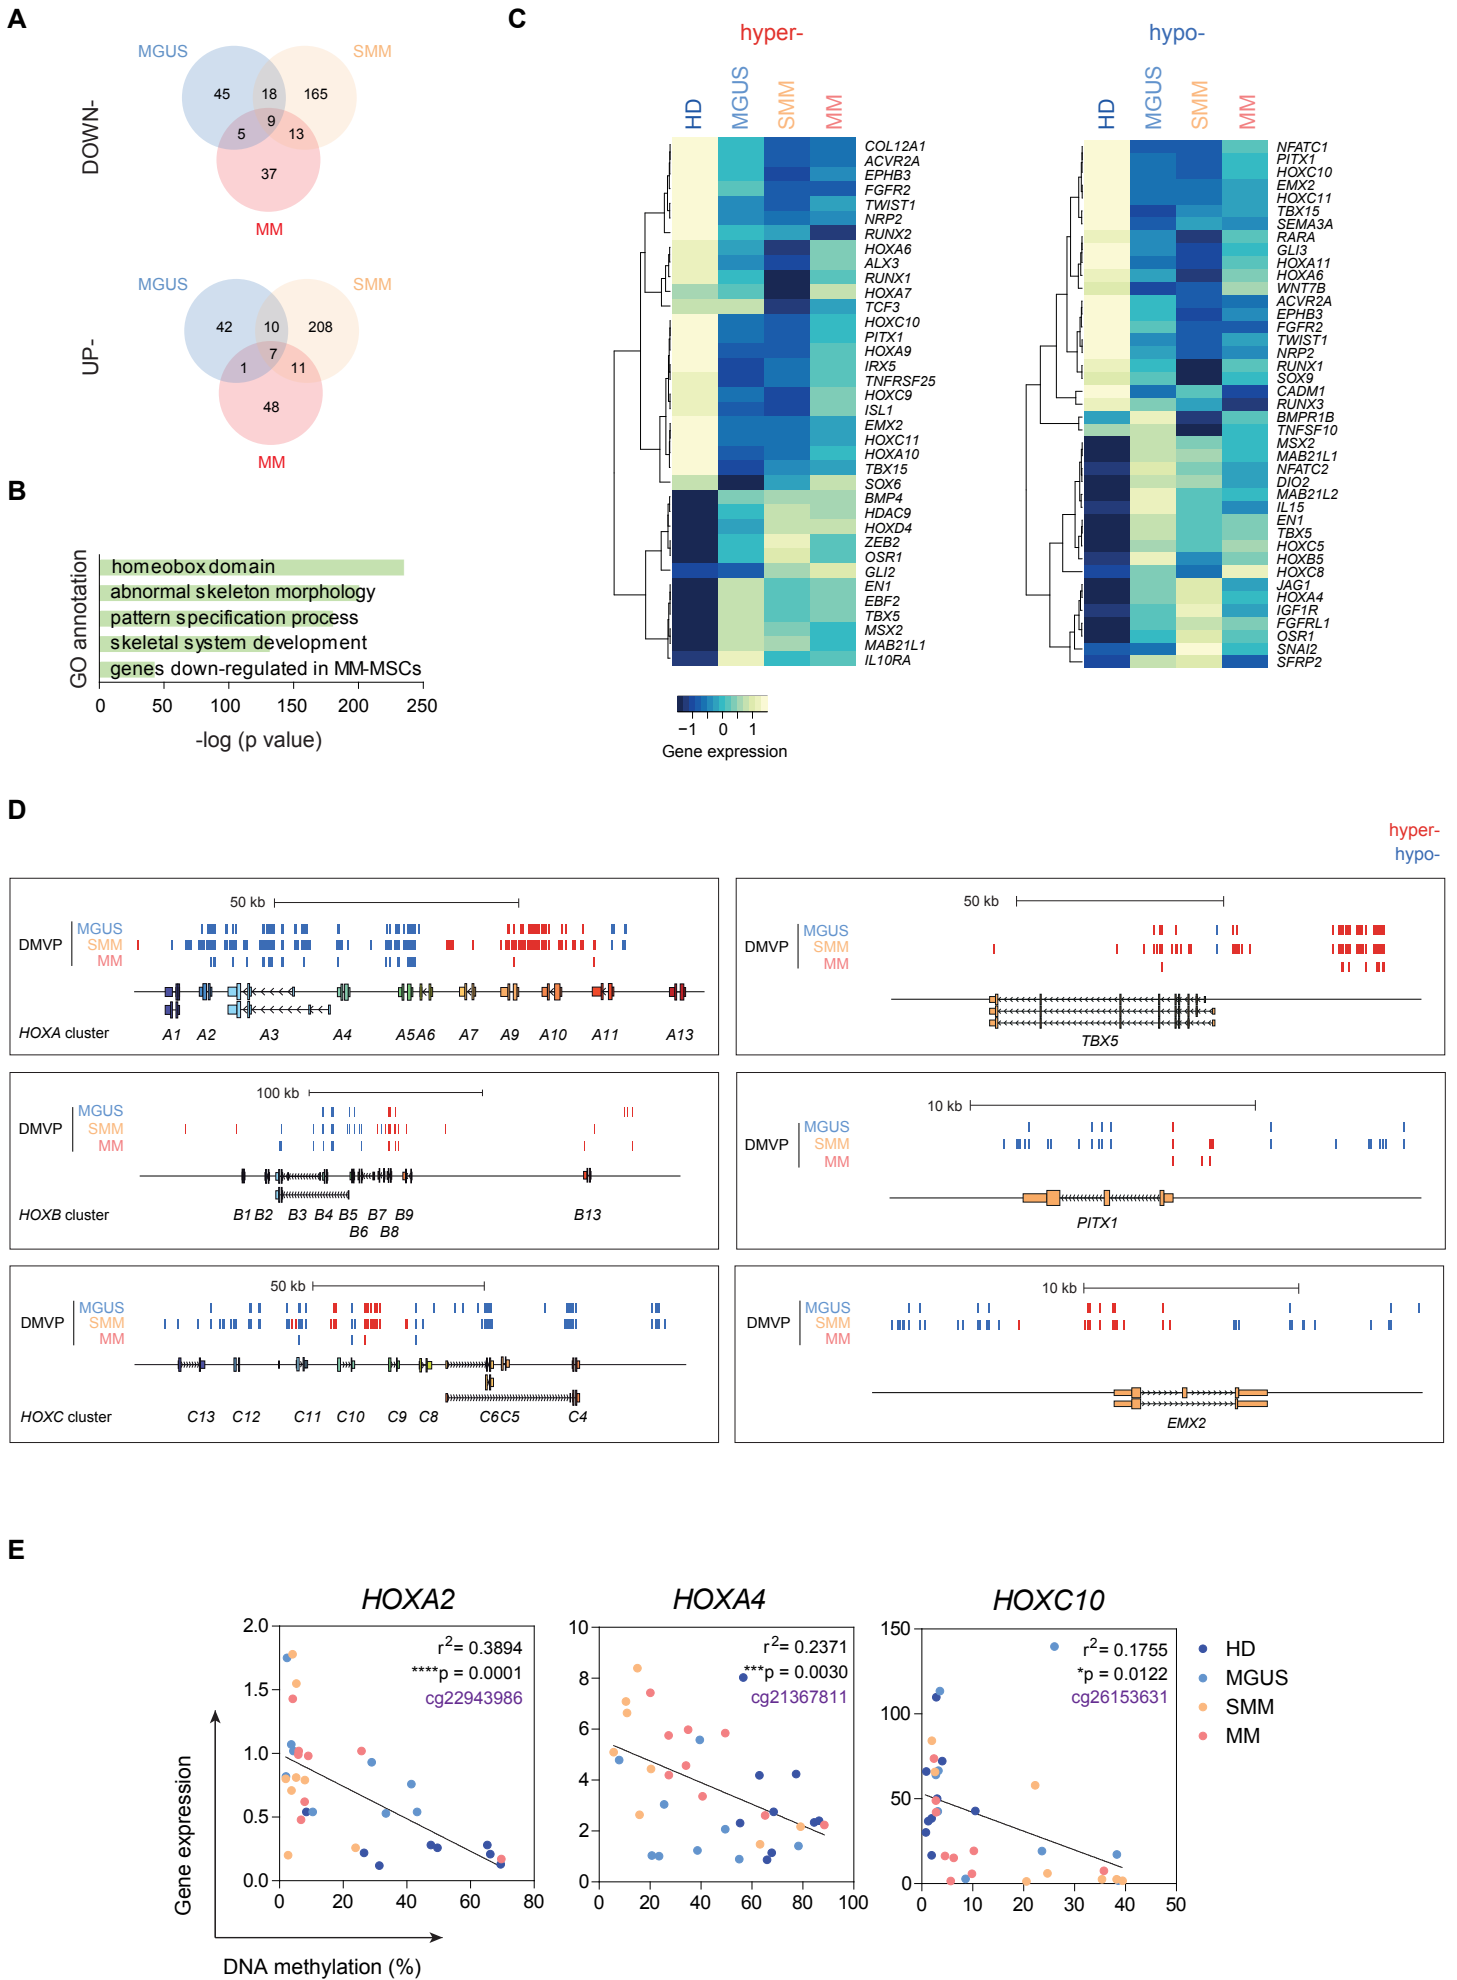 A
MGUS
SMM
45
18
165
9
5
13
37
MM
DOWN-
MGUS
SMM
42
10
208
7
1
11
48
MM
UP-
B
GO annotation
homeobox domain
abnormal skeleton morphology
pattern specification process
skeletal system development
genes down-regulated in MM-MSCs
0 50 100 150 200 250
-log (p value)
C
hyper-
HD MGUS SMM MM
COL12A1
ACVR2A
EPHB3
FGFR2
TWIST1
NRP2
RUNX2
HOXA6
ALX3
RUNX1
HOXA7
TCF3
HOXC10
PITX1
HOXA9
IRX5
TNFRSF25
HOXC9
ISL1
EMX2
HOXC11
HOXA10
TBX15
SOX6
BMP4
HDAC9
HOXD4
ZEB2
OSR1
GLI2
EN1
EBF2
TBX5
MSX2
MAB21L1
IL10RA
−1 0 1
Gene expression
hypo-
HD MGUS SMM MM
NFATC1
PITX1
HOXC10
EMX2
HOXC11
TBX15
SEMA3A
RARA
GLI3
HOXA11
HOXA6
WNT7B
ACVR2A
EPHB3
FGFR2
TWIST1
NRP2
RUNX1
SOX9
CADM1
RUNX3
BMPR1B
TNFSF10
MSX2
MAB21L1
NFATC2
DIO2
MAB21L2
IL15
EN1
TBX5
HOXC5
HOXB5
HOXC8
JAG1
HOXA4
IGF1R
FGFRL1
OSR1
SNAI2
SFRP2
D
hyper-
hypo-
50 kb
MGUS
DMVP SMM
MM
HOXA cluster A1 A2 A3 A4 A5 A6 A7 A9 A10 A11 A13
50 kb
MGUS
DMVP SMM
MM
TBX5
100 kb
MGUS
DMVP SMM
MM
HOXB cluster B1 B2 B3 B4 B5 B7 B9 B13
B6 B8
10 kb
MGUS
DMVP SMM
MM
PITX1
50 kb
MGUS
DMVP SMM
MM
HOXC cluster C13 C12 C11 C10 C9 C8 C6 C5 C4
10 kb
MGUS
DMVP SMM
MM
EMX2
E
Gene expression
DNA methylation (%)
HOXA2
2.0
1.5
1.0
0.5
0.0
0 20 40 60 80
r2= 0.3894
****p = 0.0001
cg22943986
HOXA4
10
8
6
4
2
0
0 20 40 60 80 100
r2= 0.2371
***p = 0.0030
cg21367811
HOXC10
150
100
50
0
0 10 20 30 40 50
r2= 0.1755
*p = 0.0122
cg26153631
HD
MGUS
SMM
MM